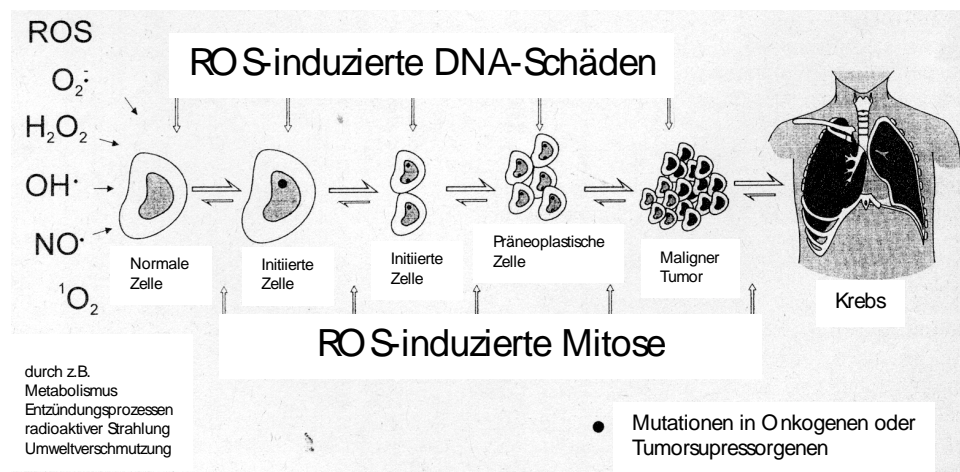 ROS
ROS-induzierte DNA-Schäden
O₂·̄
H₂O₂
OH·
NO·
¹O₂
Normale
Zelle
Initiierte
Zelle
Initiierte
Zelle
Präneoplastische
Zelle
Maligner
Tumor
Krebs
ROS-induzierte Mitose
durch z.B.
Metabolismus
Entzündungsprozessen
radioaktiver Strahlung
Umweltverschmutzung
● Mutationen in Onkogenen oder
Tumorsupressorgenen